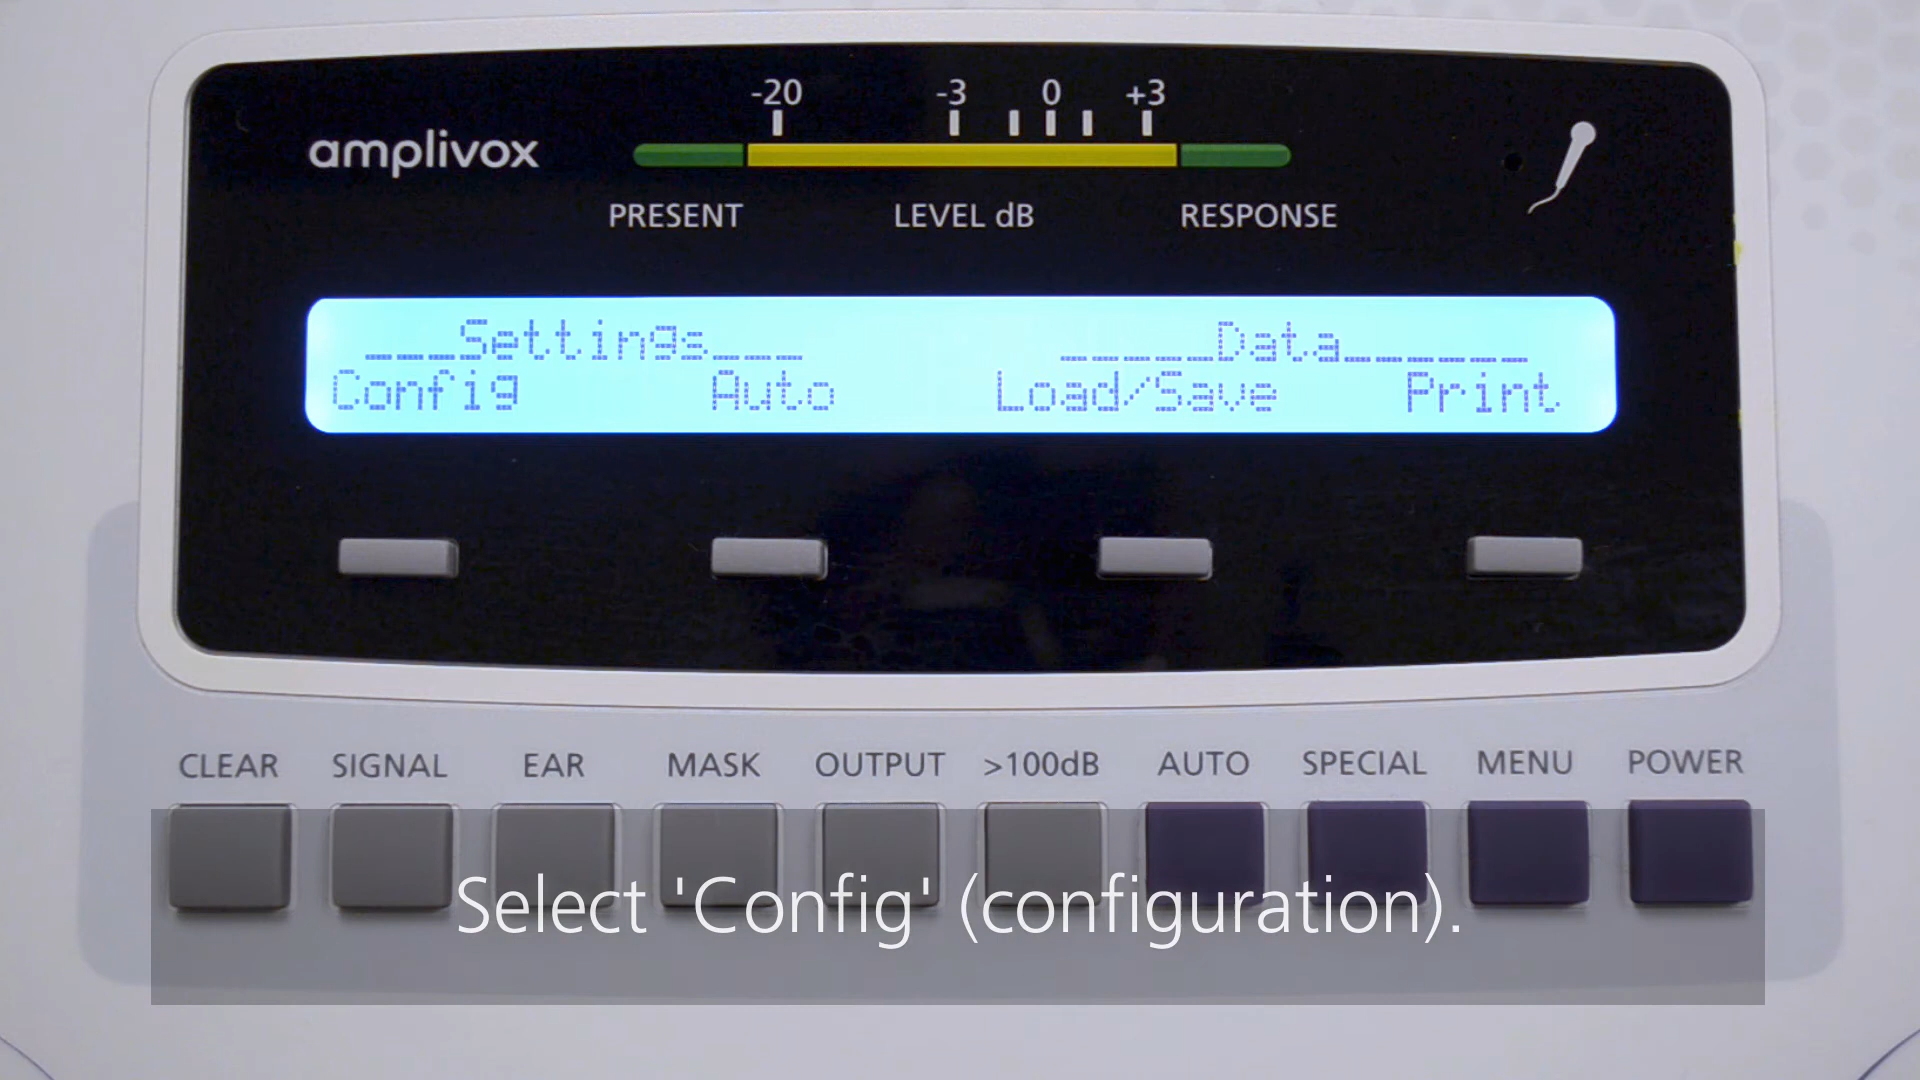 -20 -3 0 +3
amplivox
PRESENT LEVEL dB RESPONSE
___Settings___ _____Data______
Config Auto Load/Save Print
CLEAR SIGNAL EAR MASK OUTPUT >100dB AUTO SPECIAL MENU POWER
Select 'Config' (configuration).